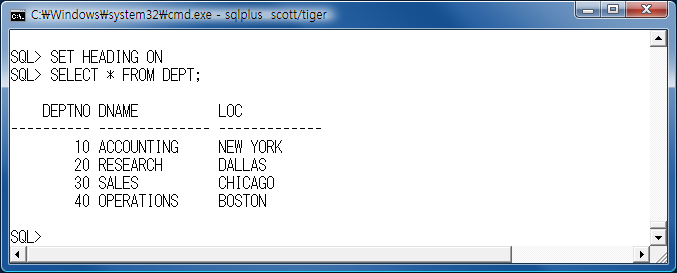 C:₩Windows₩system32₩cmd.exe - sqlplus  scott/tiger
SQL> SET HEADING ON
SQL> SELECT * FROM DEPT;
    DEPTNO DNAME          LOC
---------- -------------- -------------
        10 ACCOUNTING     NEW YORK
        20 RESEARCH       DALLAS
        30 SALES          CHICAGO
        40 OPERATIONS     BOSTON
SQL>